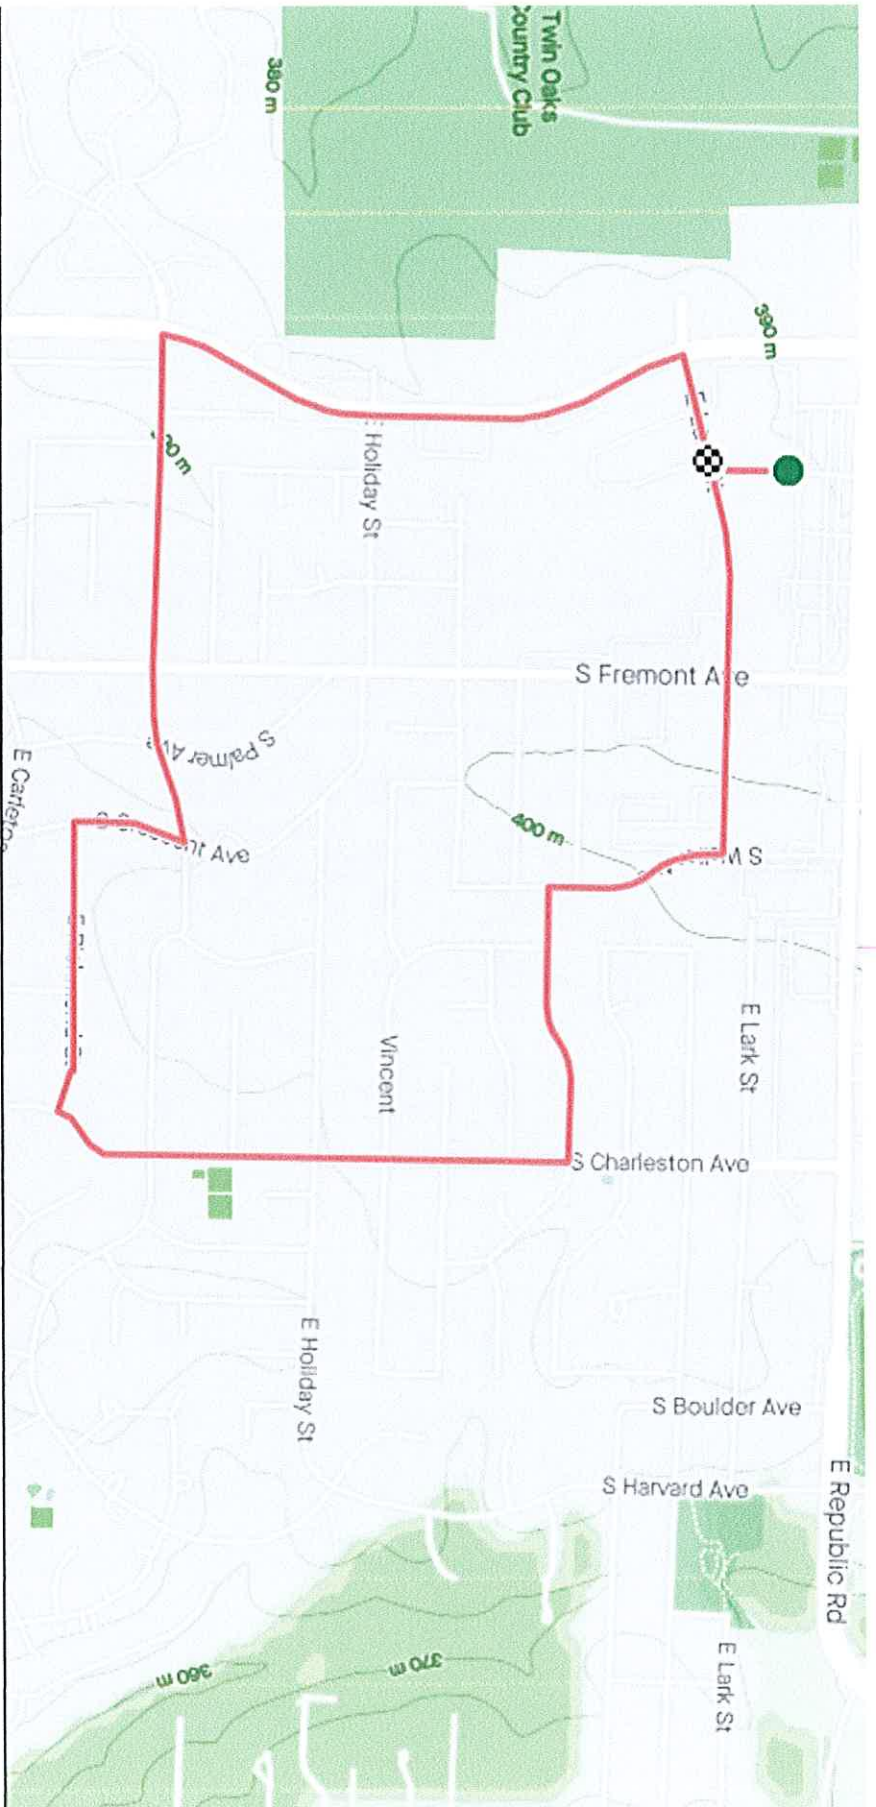 Twin Oaks
Country Club
380 m
390 m
E Holiday St
S Fremont Ave
S Palmer Ave
E Carleton
400 m
E Lark St
Vincent
S Charleston Ave
E Holiday St
S Boulder Ave
S Harvard Ave
E Republic Rd
E Lark St
370 m
360 m